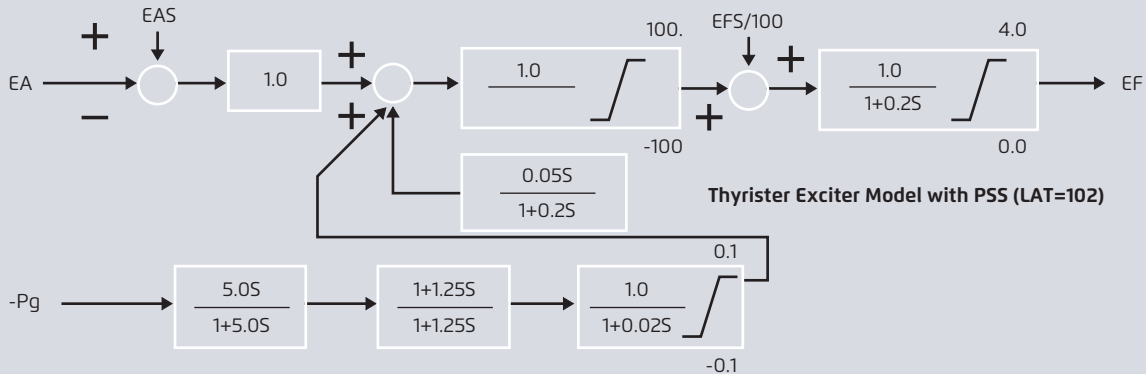 EAS
EFS/100
100.
4.0
+
+
+
EA
1.0
1.0
1.0
1+0.2S
EF
−
+
+
-100
0.0
0.05S
1+0.2S
Thyrister Exciter Model with PSS (LAT=102)
0.1
-Pg
5.0S
1+5.0S
1+1.25S
1+1.25S
1.0
1+0.02S
-0.1